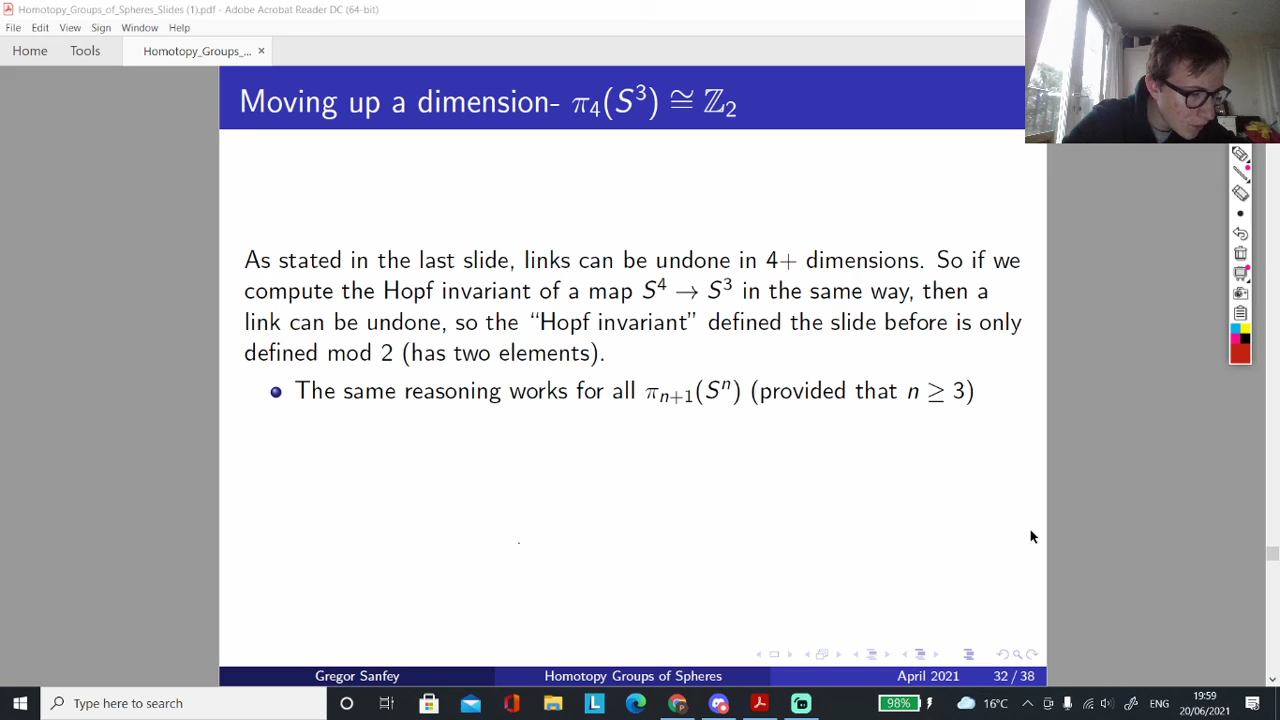 Homotopy_Groups_of_Spheres_Slides (1).pdf - Adobe Acrobat Reader DC (64-bit)
File Edit View Sign Window Help
Home Tools Homotopy_Groups_... ×
Moving up a dimension- π₄(S³) ≅ ℤ₂
As stated in the last slide, links can be undone in 4+ dimensions. So if we
compute the Hopf invariant of a map S⁴ → S³ in the same way, then a
link can be undone, so the “Hopf invariant” defined the slide before is only
defined mod 2 (has two elements).
The same reasoning works for all πₙ₊₁(Sⁿ) (provided that n ≥ 3)
Gregor Sanfey Homotopy Groups of Spheres April 2021 32 / 38
Type here to search 98% 16°C ENG 19:59
20/06/2021